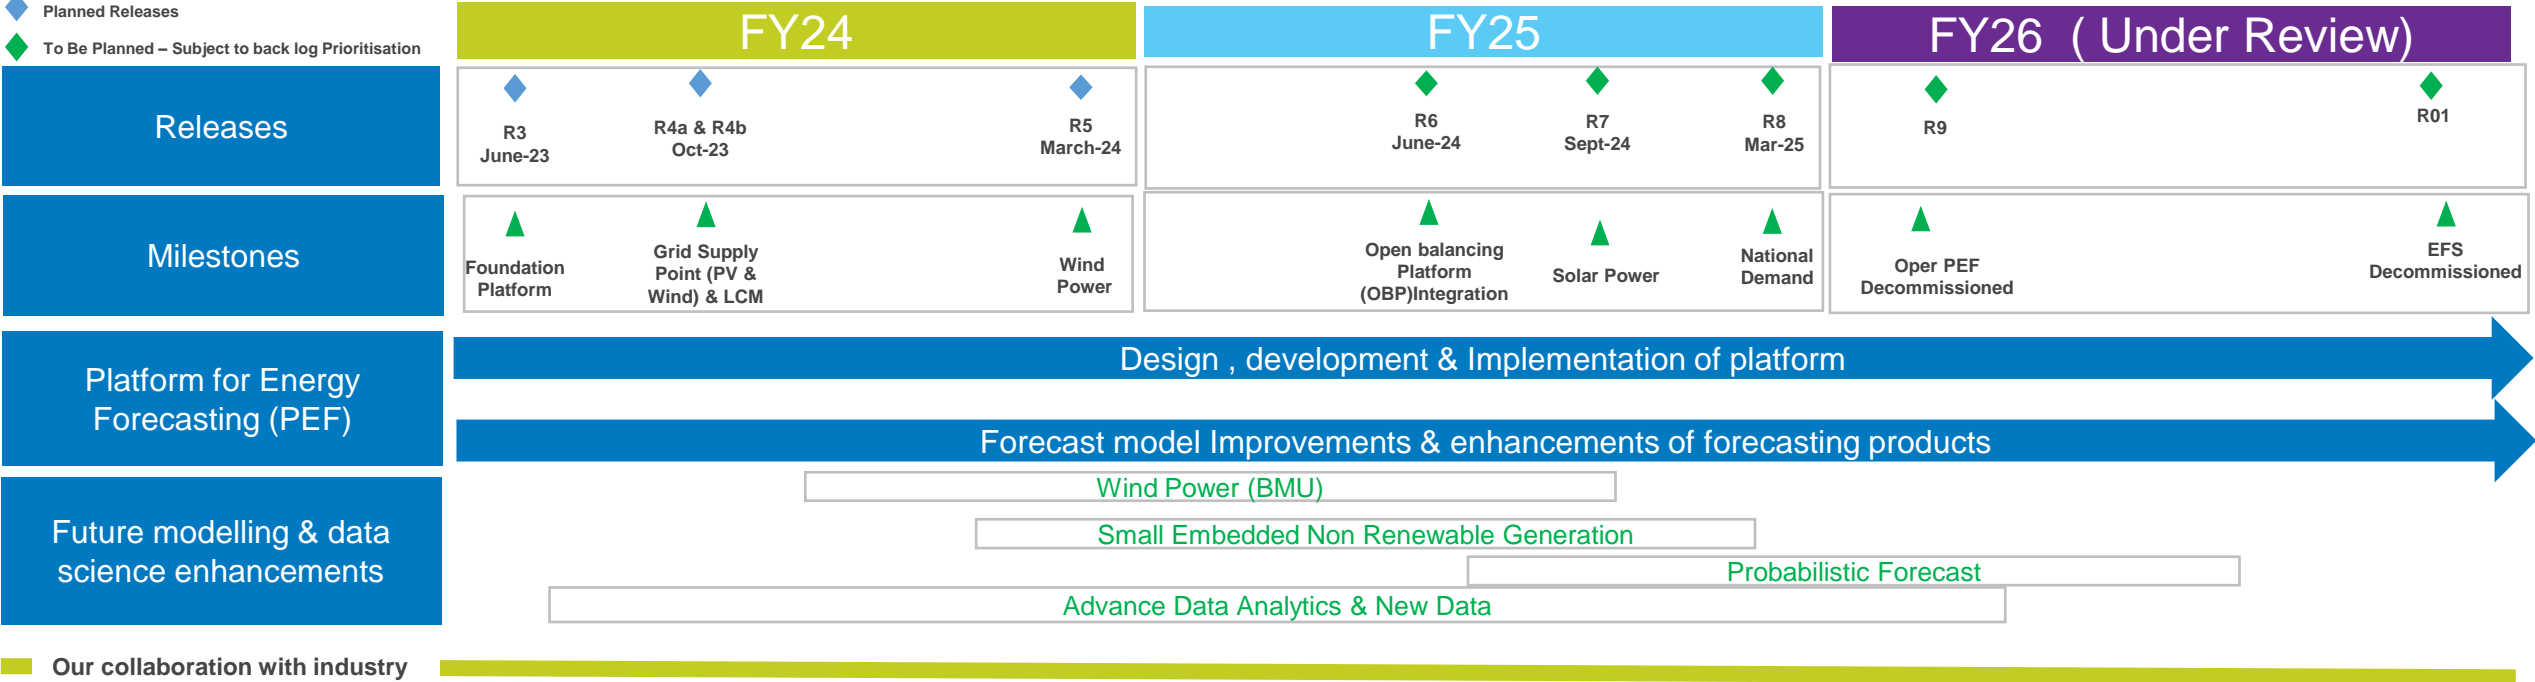 Planned Releases
To Be Planned – Subject to back log Prioritisation
FY24
FY25
FY26 ( Under Review)
Releases
R3
June-23
R4a & R4b
Oct-23
R5
March-24
R6
June-24
R7
Sept-24
R8
Mar-25
R9
R01
Milestones
Foundation
Platform
Grid Supply
Point (PV &
Wind) & LCM
Wind
Power
Open balancing
Platform
(OBP)Integration
Solar Power
National
Demand
Oper PEF
Decommissioned
EFS
Decommissioned
Platform for Energy
Forecasting (PEF)
Design , development & Implementation of platform
Forecast model Improvements & enhancements of forecasting products
Future modelling & data
science enhancements
Wind Power (BMU)
Small Embedded Non Renewable Generation
Probabilistic Forecast
Advance Data Analytics & New Data
Our collaboration with industry